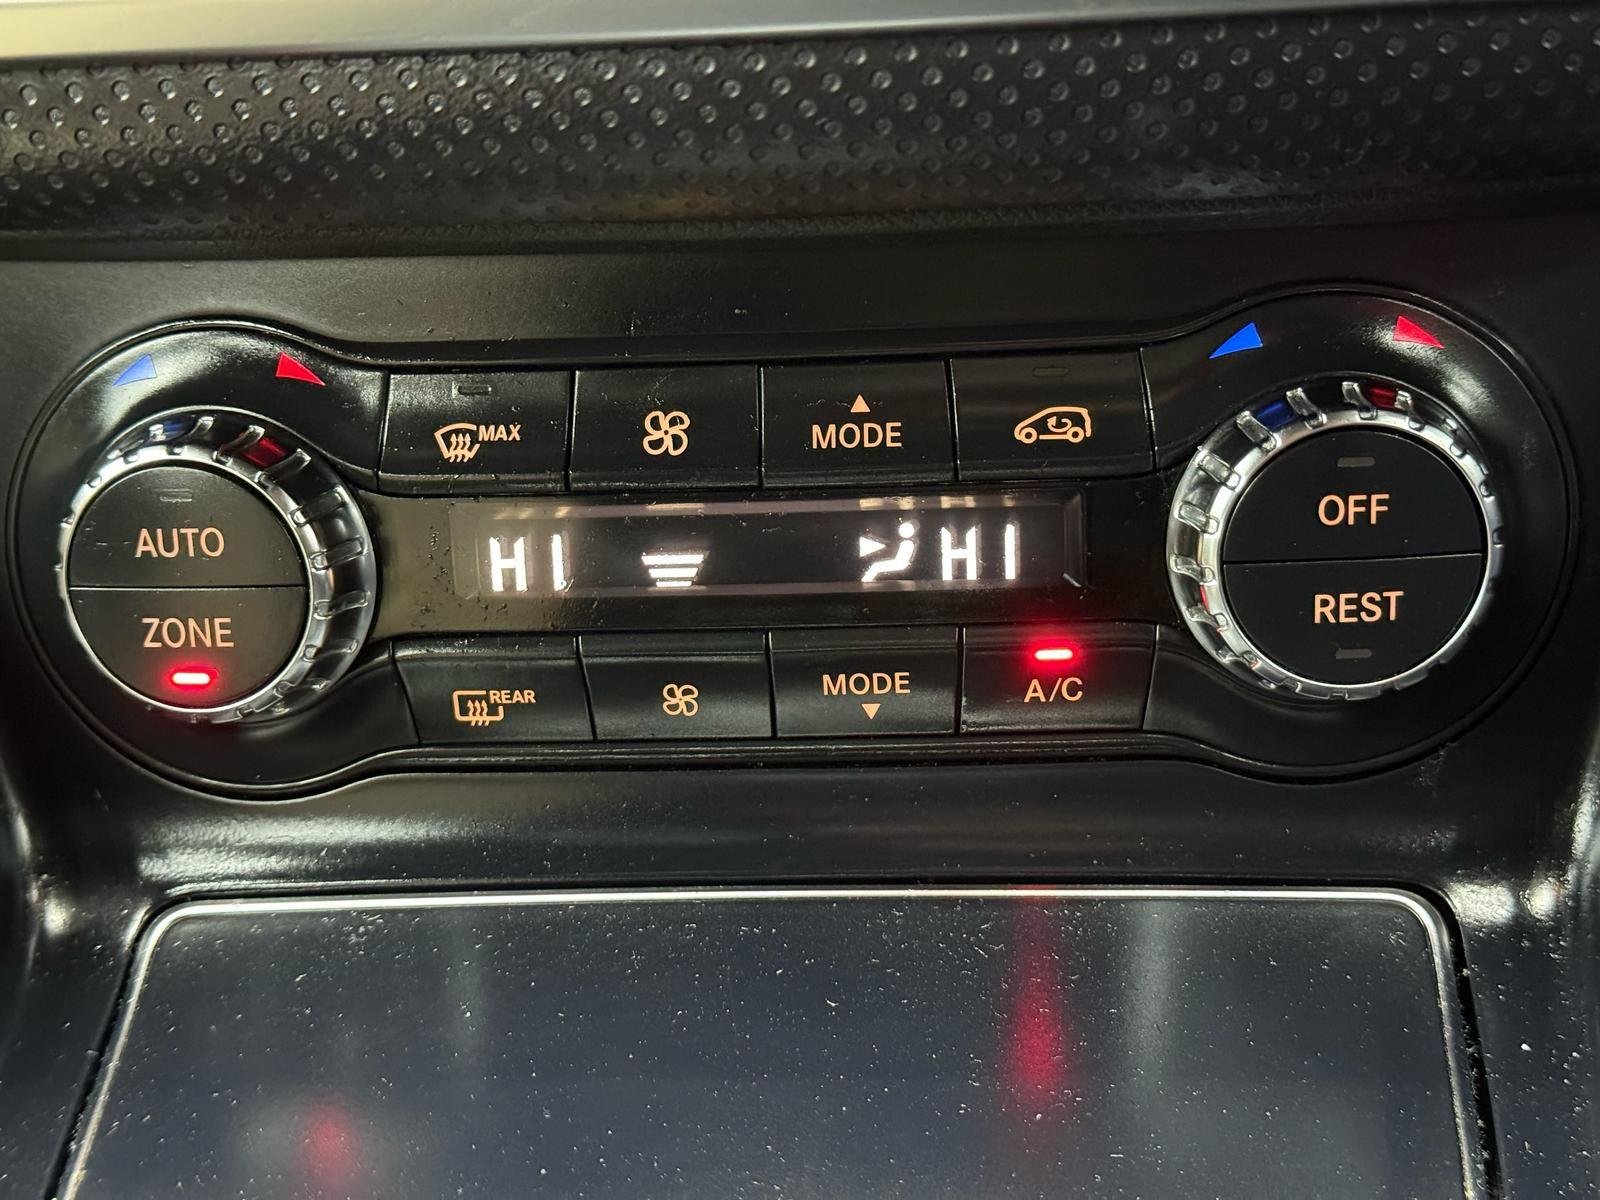 MAX
MODE
AUTO
OFF
HI
HI
ZONE
REST
REAR
MODE
A/C